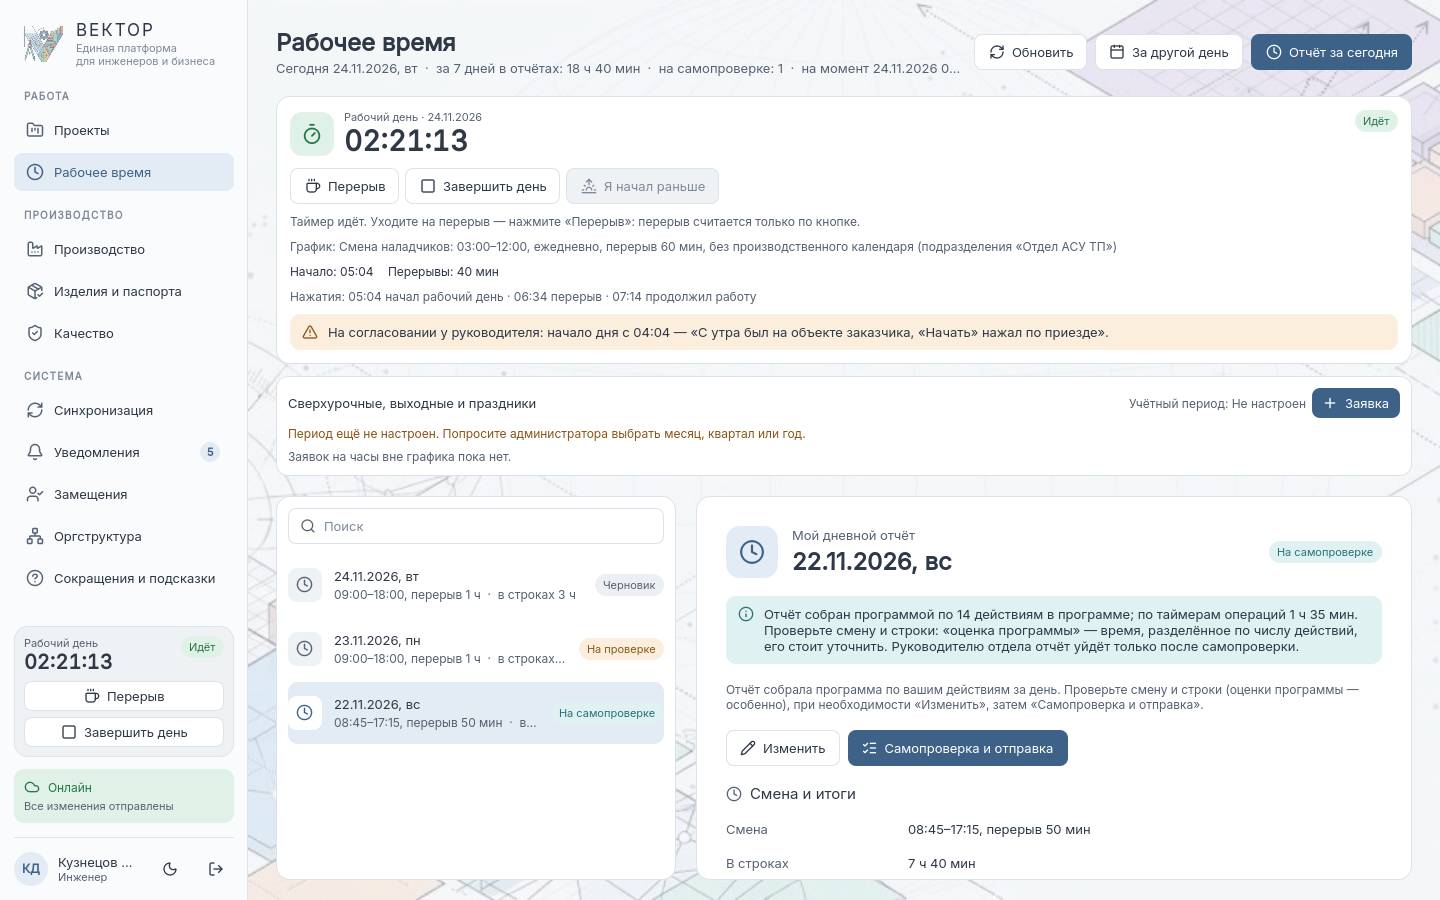 ВЕКТОР
Единая платформа
для инженеров и бизнеса
РАБОТА
Проекты
Рабочее время
ПРОИЗВОДСТВО
Производство
Изделия и паспорта
Качество
СИСТЕМА
Синхронизация
Уведомления 5
Замещения
Оргструктура
Сокращения и подсказки
Рабочий день
Идёт
02:21:13
Перерыв
Завершить день
Онлайн
Все изменения отправлены
КД
Кузнецов ...
Инженер
Рабочее время
Сегодня 24.11.2026, вт · за 7 дней в отчётах: 18 ч 40 мин · на самопроверке: 1 · на момент 24.11.2026 0...
Обновить
За другой день
Отчёт за сегодня
Рабочий день · 24.11.2026
02:21:13
Идёт
Перерыв
Завершить день
Я начал раньше
Таймер идёт. Уходите на перерыв — нажмите «Перерыв»: перерыв считается только по кнопке.
График: Смена наладчиков: 03:00–12:00, ежедневно, перерыв 60 мин, без производственного календаря (подразделения «Отдел АСУ ТП»)
Начало: 05:04 Перерывы: 40 мин
Нажатия: 05:04 начал рабочий день · 06:34 перерыв · 07:14 продолжил работу
На согласовании у руководителя: начало дня с 04:04 — «С утра был на объекте заказчика, «Начать» нажал по приезде».
Сверхурочные, выходные и праздники
Учётный период: Не настроен
Заявка
Период ещё не настроен. Попросите администратора выбрать месяц, квартал или год.
Заявок на часы вне графика пока нет.
Поиск
24.11.2026, вт
09:00–18:00, перерыв 1 ч · в строках 3 ч
Черновик
23.11.2026, пн
09:00–18:00, перерыв 1 ч · в строках...
На проверке
22.11.2026, вс
08:45–17:15, перерыв 50 мин · в...
На самопроверке
Мой дневной отчёт
22.11.2026, вс
На самопроверке
Отчёт собран программой по 14 действиям в программе; по таймерам операций 1 ч 35 мин.
Проверьте смену и строки: «оценка программы» — время, разделённое по числу действий,
его стоит уточнить. Руководителю отдела отчёт уйдёт только после самопроверки.
Отчёт собрала программа по вашим действиям за день. Проверьте смену и строки (оценки программы —
особенно), при необходимости «Изменить», затем «Самопроверка и отправка».
Изменить
Самопроверка и отправка
Смена и итоги
Смена 08:45–17:15, перерыв 50 мин
В строках 7 ч 40 мин